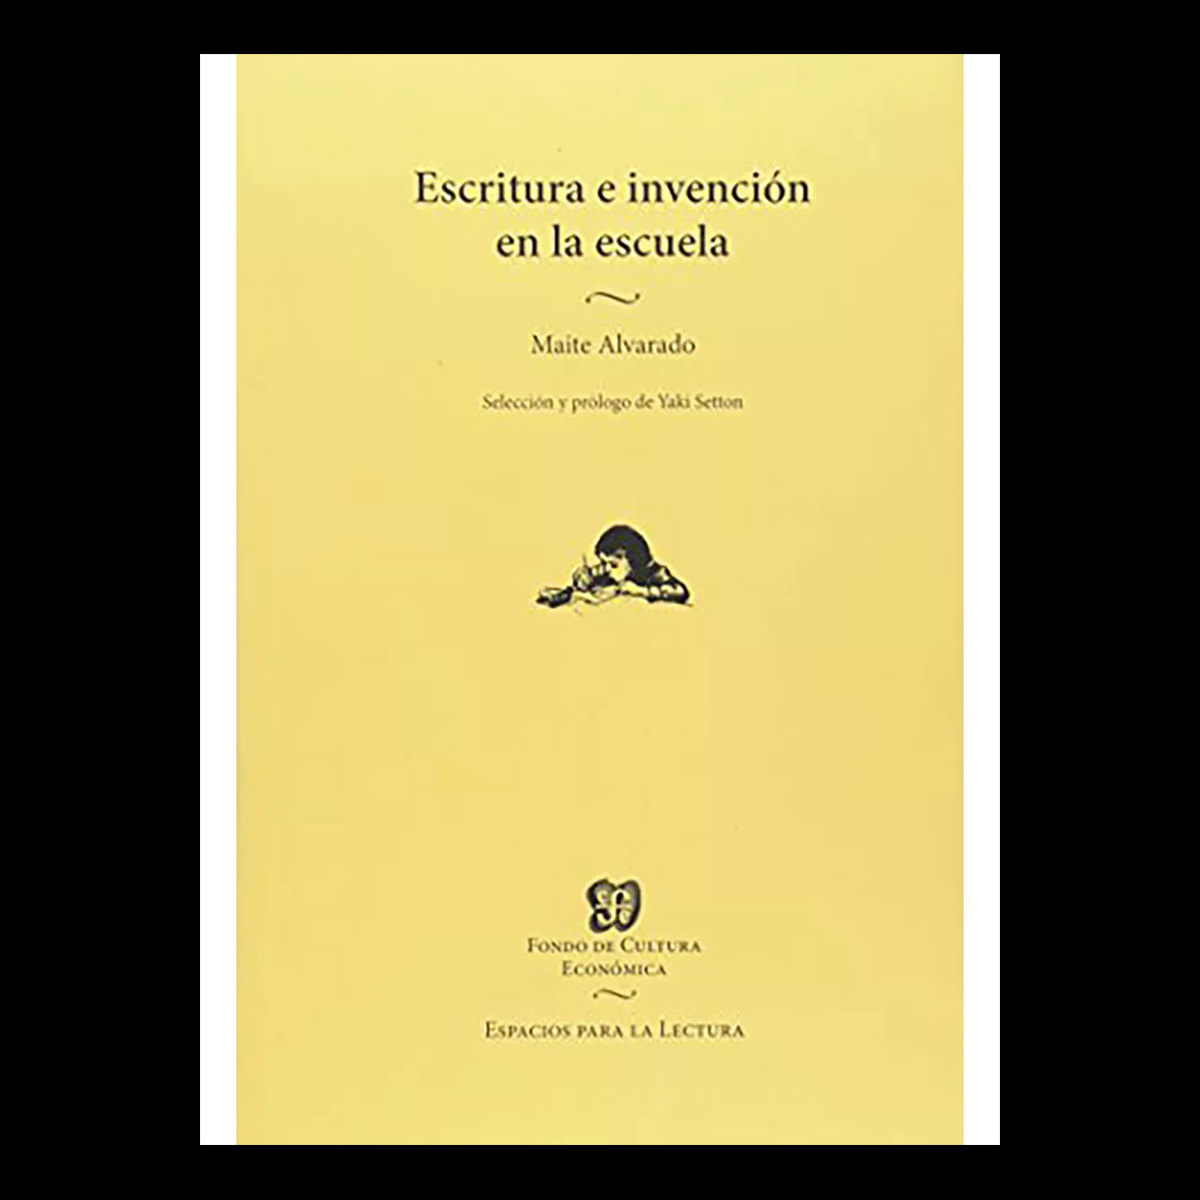 Escritura e invención
en la escuela
Maite Alvarado
Selección y prólogo de Yaki Setton
FONDO DE CULTURA
ECONÓMICA
ESPACIOS PARA LA LECTURA